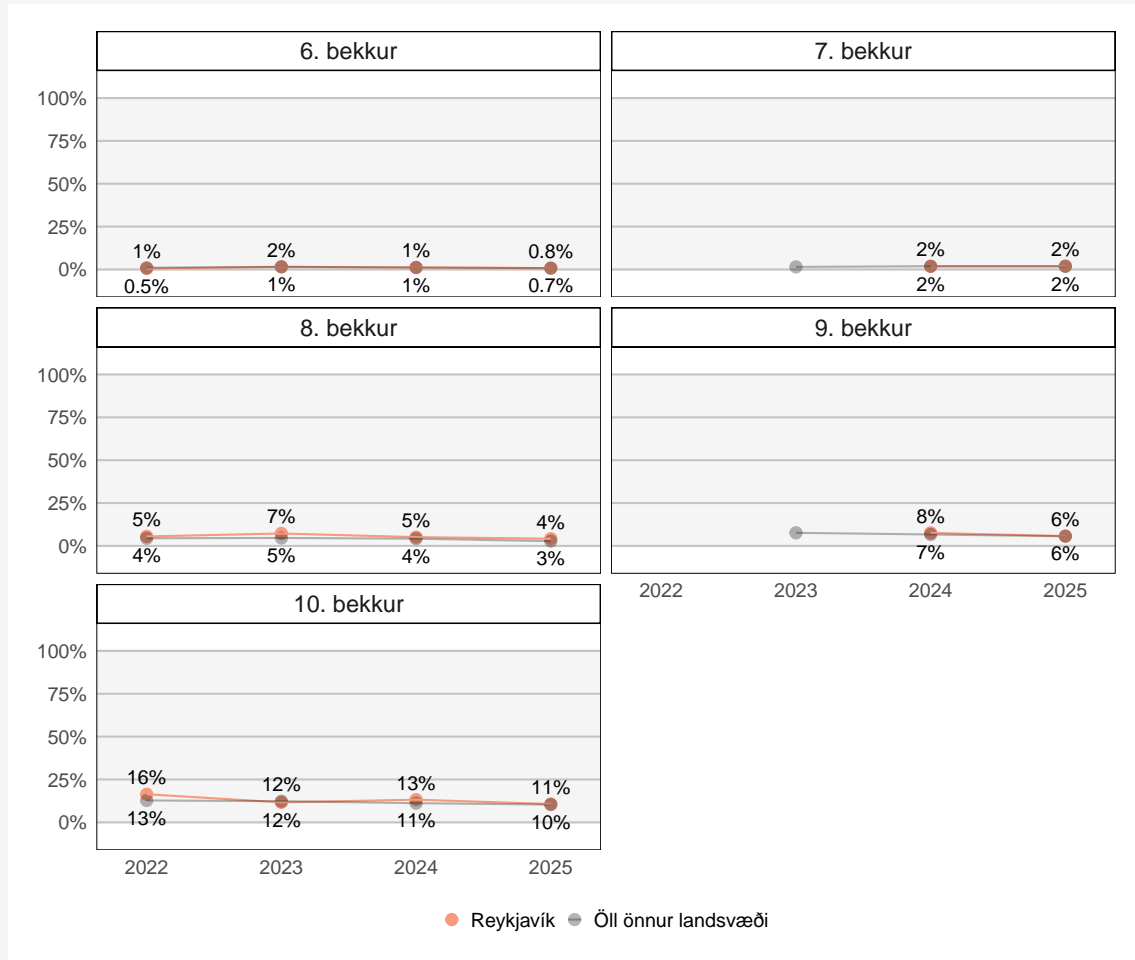 6. bekkur
7. bekkur
100%
75%
50%
25%
0%
1% 2% 1% 0.8%
0.5% 1% 1% 0.7%
2% 2%
2% 2%
8. bekkur
9. bekkur
100%
75%
50%
25%
0%
5% 7% 5% 4%
4% 5% 4% 3%
8% 6%
7% 6%
2022 2023 2024 2025
10. bekkur
100%
75%
50%
25%
0%
16% 12% 13% 11%
13% 12% 11% 10%
2022 2023 2024 2025
Reykjavík Öll önnur landsvæði